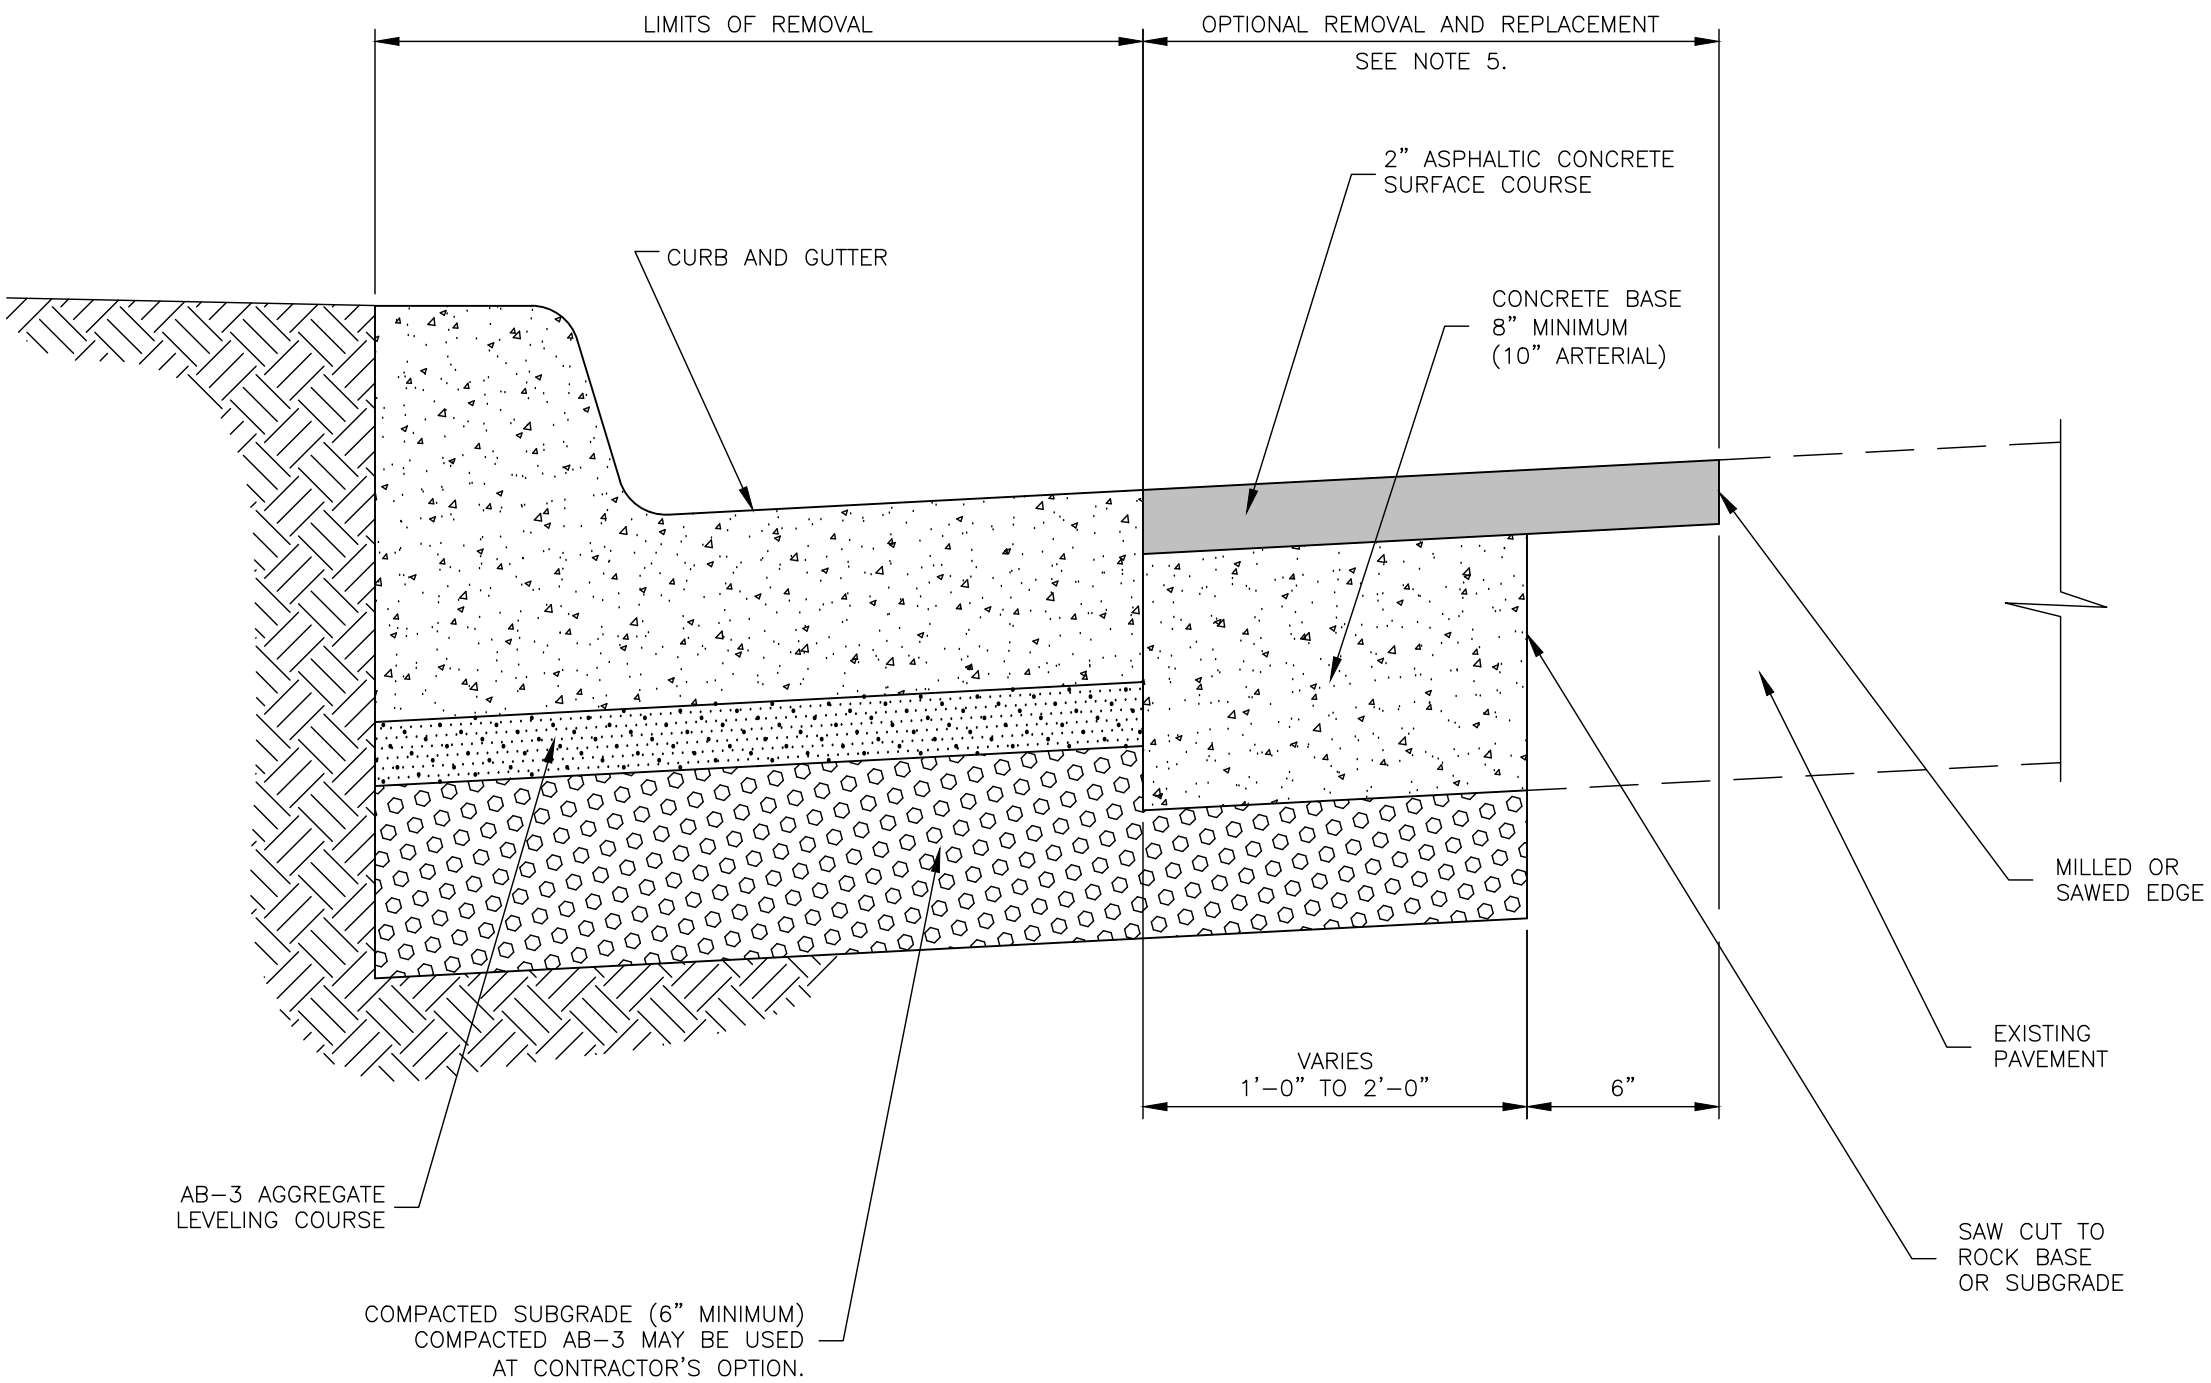 LIMITS OF REMOVAL
OPTIONAL REMOVAL AND REPLACEMENT
SEE NOTE 5.
2” ASPHALTIC CONCRETE
SURFACE COURSE
CURB AND GUTTER
CONCRETE BASE
8” MINIMUM
(10” ARTERIAL)
MILLED OR
SAWED EDGE
EXISTING
PAVEMENT
VARIES
1’-0” TO 2’-0”
6”
AB-3 AGGREGATE
LEVELING COURSE
SAW CUT TO
ROCK BASE
OR SUBGRADE
COMPACTED SUBGRADE (6” MINIMUM)
COMPACTED AB-3 MAY BE USED
AT CONTRACTOR’S OPTION.